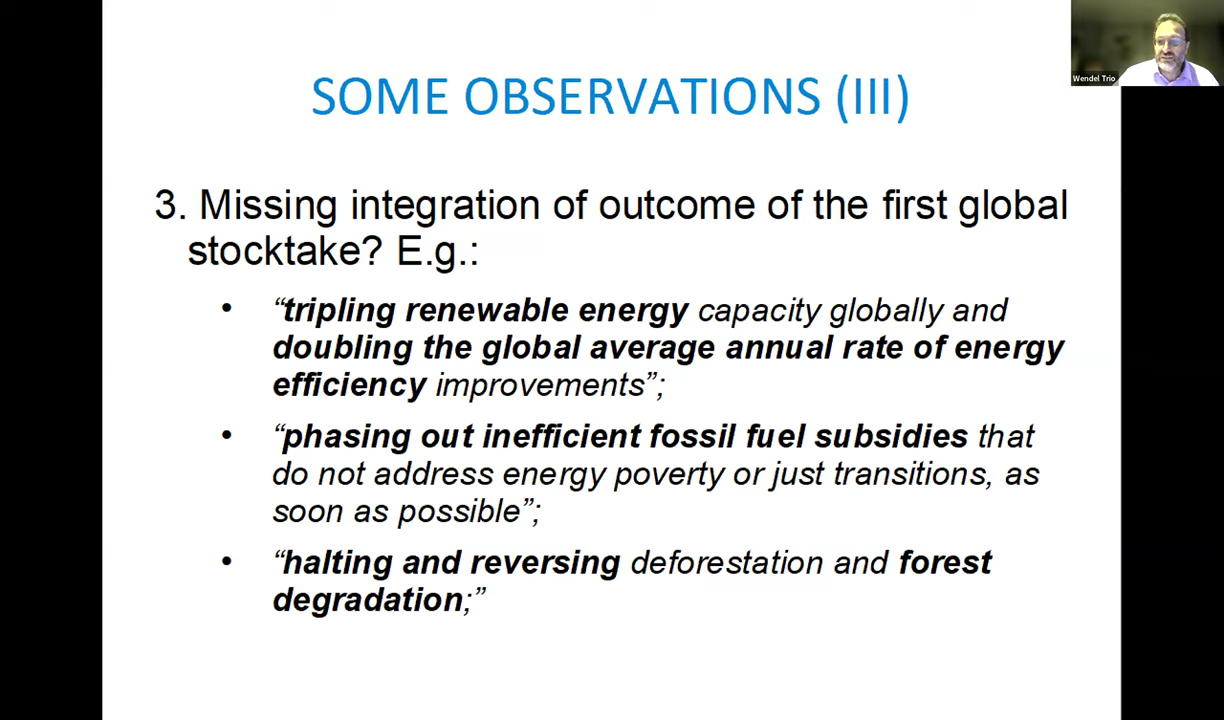 Wendel Trio
SOME OBSERVATIONS (III)
3. Missing integration of outcome of the first global
stocktake? E.g.:
• “tripling renewable energy capacity globally and
doubling the global average annual rate of energy
efficiency improvements”;
• “phasing out inefficient fossil fuel subsidies that
do not address energy poverty or just transitions, as
soon as possible”;
• “halting and reversing deforestation and forest
degradation;”